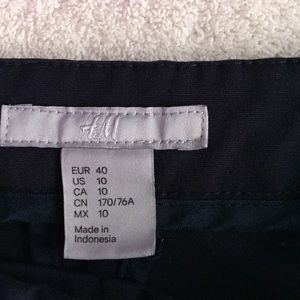 H&M
EUR 40
US 10
CA 10
CN 170/76A
MX 10
Made in
Indonesia